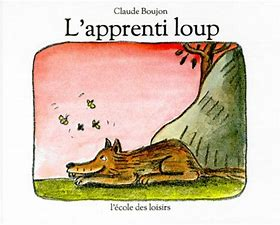 Claude Boujon
L'apprenti loup
l'école des loisirs